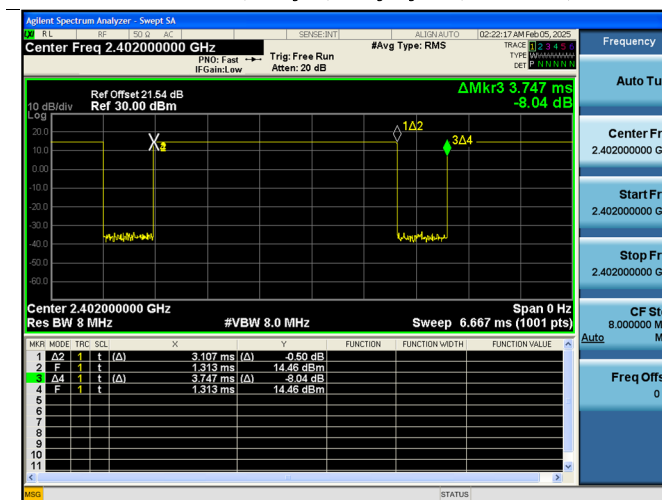 Agilent Spectrum Analyzer - Swept SA
LXI RL RF 50 Ω AC SENSE:INT ALIGN AUTO 02:22:17 AM Feb 05, 2025
Center Freq 2.402000000 GHz
PNO: Fast
IFGain:Low
Trig: Free Run
Atten: 20 dB
#Avg Type: RMS
TRACE 1 2 3 4 5 6
TYPE
DET P N N N N N
Ref Offset 21.54 dB
Ref 30.00 dBm
10 dB/div
Log
ΔMkr3 3.747 ms
-8.04 dB
20.0
10.0
0.00
-10.0
-20.0
-30.0
-40.0
-50.0
-60.0
X
1Δ2
3Δ4
Center 2.402000000 GHz Span 0 Hz
Res BW 8 MHz #VBW 8.0 MHz Sweep 6.667 ms (1001 pts)
MKR MODE TRC SCL X Y FUNCTION FUNCTION WIDTH FUNCTION VALUE
1 Δ2 1 t (Δ) 3.107 ms (Δ) -0.50 dB
2 F 1 t 1.313 ms 14.46 dBm
3 Δ4 1 t (Δ) 3.747 ms (Δ) -8.04 dB
4 F 1 t 1.313 ms 14.46 dBm
5
6
7
8
9
10
11
MSG STATUS
Frequency
Auto Tu
Center Fr
2.402000000 G
Start Fr
2.402000000 G
Stop Fr
2.402000000 G
CF St
8.000000 M
Auto M
Freq Offs
0